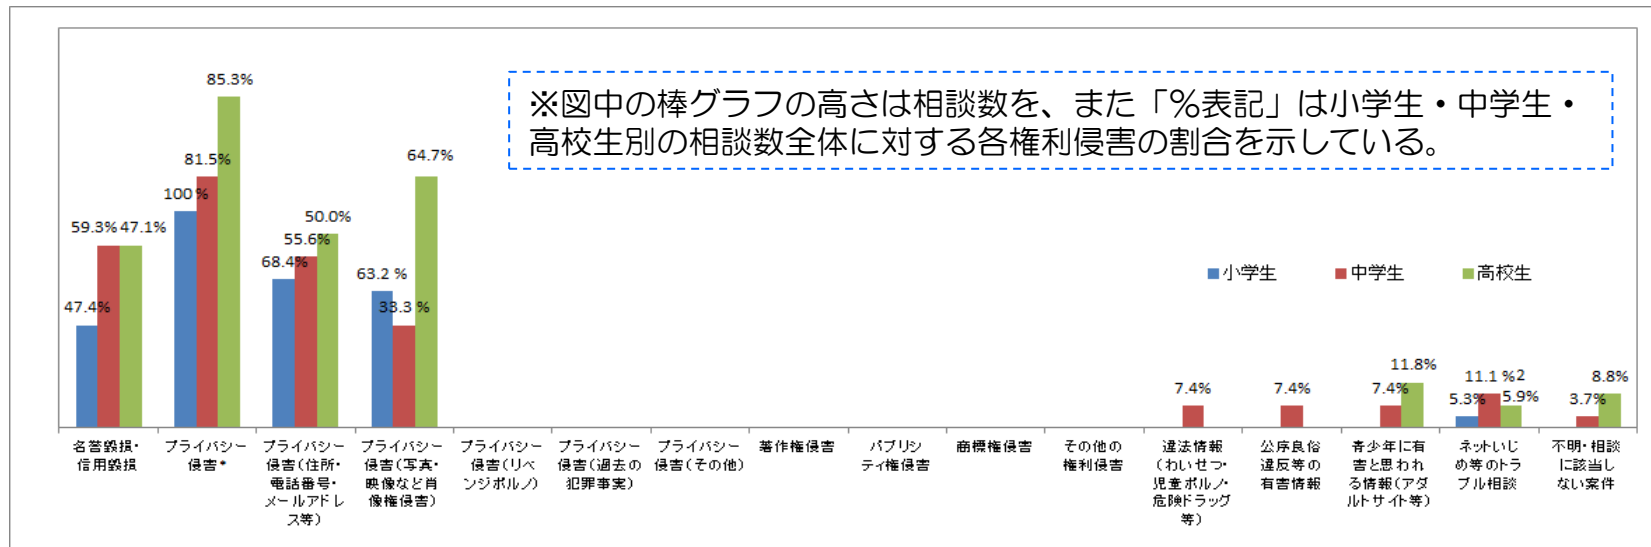 ※図中の棒グラフの高さは相談数を、また「%表記」は小学生・中学生・
高校生別の相談数全体に対する各権利侵害の割合を示している。
■小学生 ■中学生 ■高校生
47.4%
59.3%
47.1%
100 %
81.5%
85.3%
68.4%
55.6%
50.0%
63.2 %
33.3 %
64.7%
7.4%
7.4%
7.4%
11.8%
5.3%
11.1 %2
5.9%
3.7%
8.8%
名誉毀損・
信用毀損
プライバシー
侵害*
プライバシー
侵害(住所・
電話番号・
メールアドレ
ス等)
プライバシー
侵害(写真・
映像など肖
像権侵害)
プライバシー
侵害(リベ
ンジポルノ)
プライバシー
侵害(過去の
犯罪事実)
プライバシー
侵害(その他)
著作権侵害
パブリシ
ティ権侵害
商標権侵害
その他の
権利侵害
違法情報
(わいせつ・
児童ポルノ・
危険ドラッグ
等)
公序良俗
違反等の
有害情報
青少年に有
害と思われ
る情報(アダ
ルトサイト等)
ネットいじ
め等のトラ
ブル相談
不明・相談
に該当し
ない案件